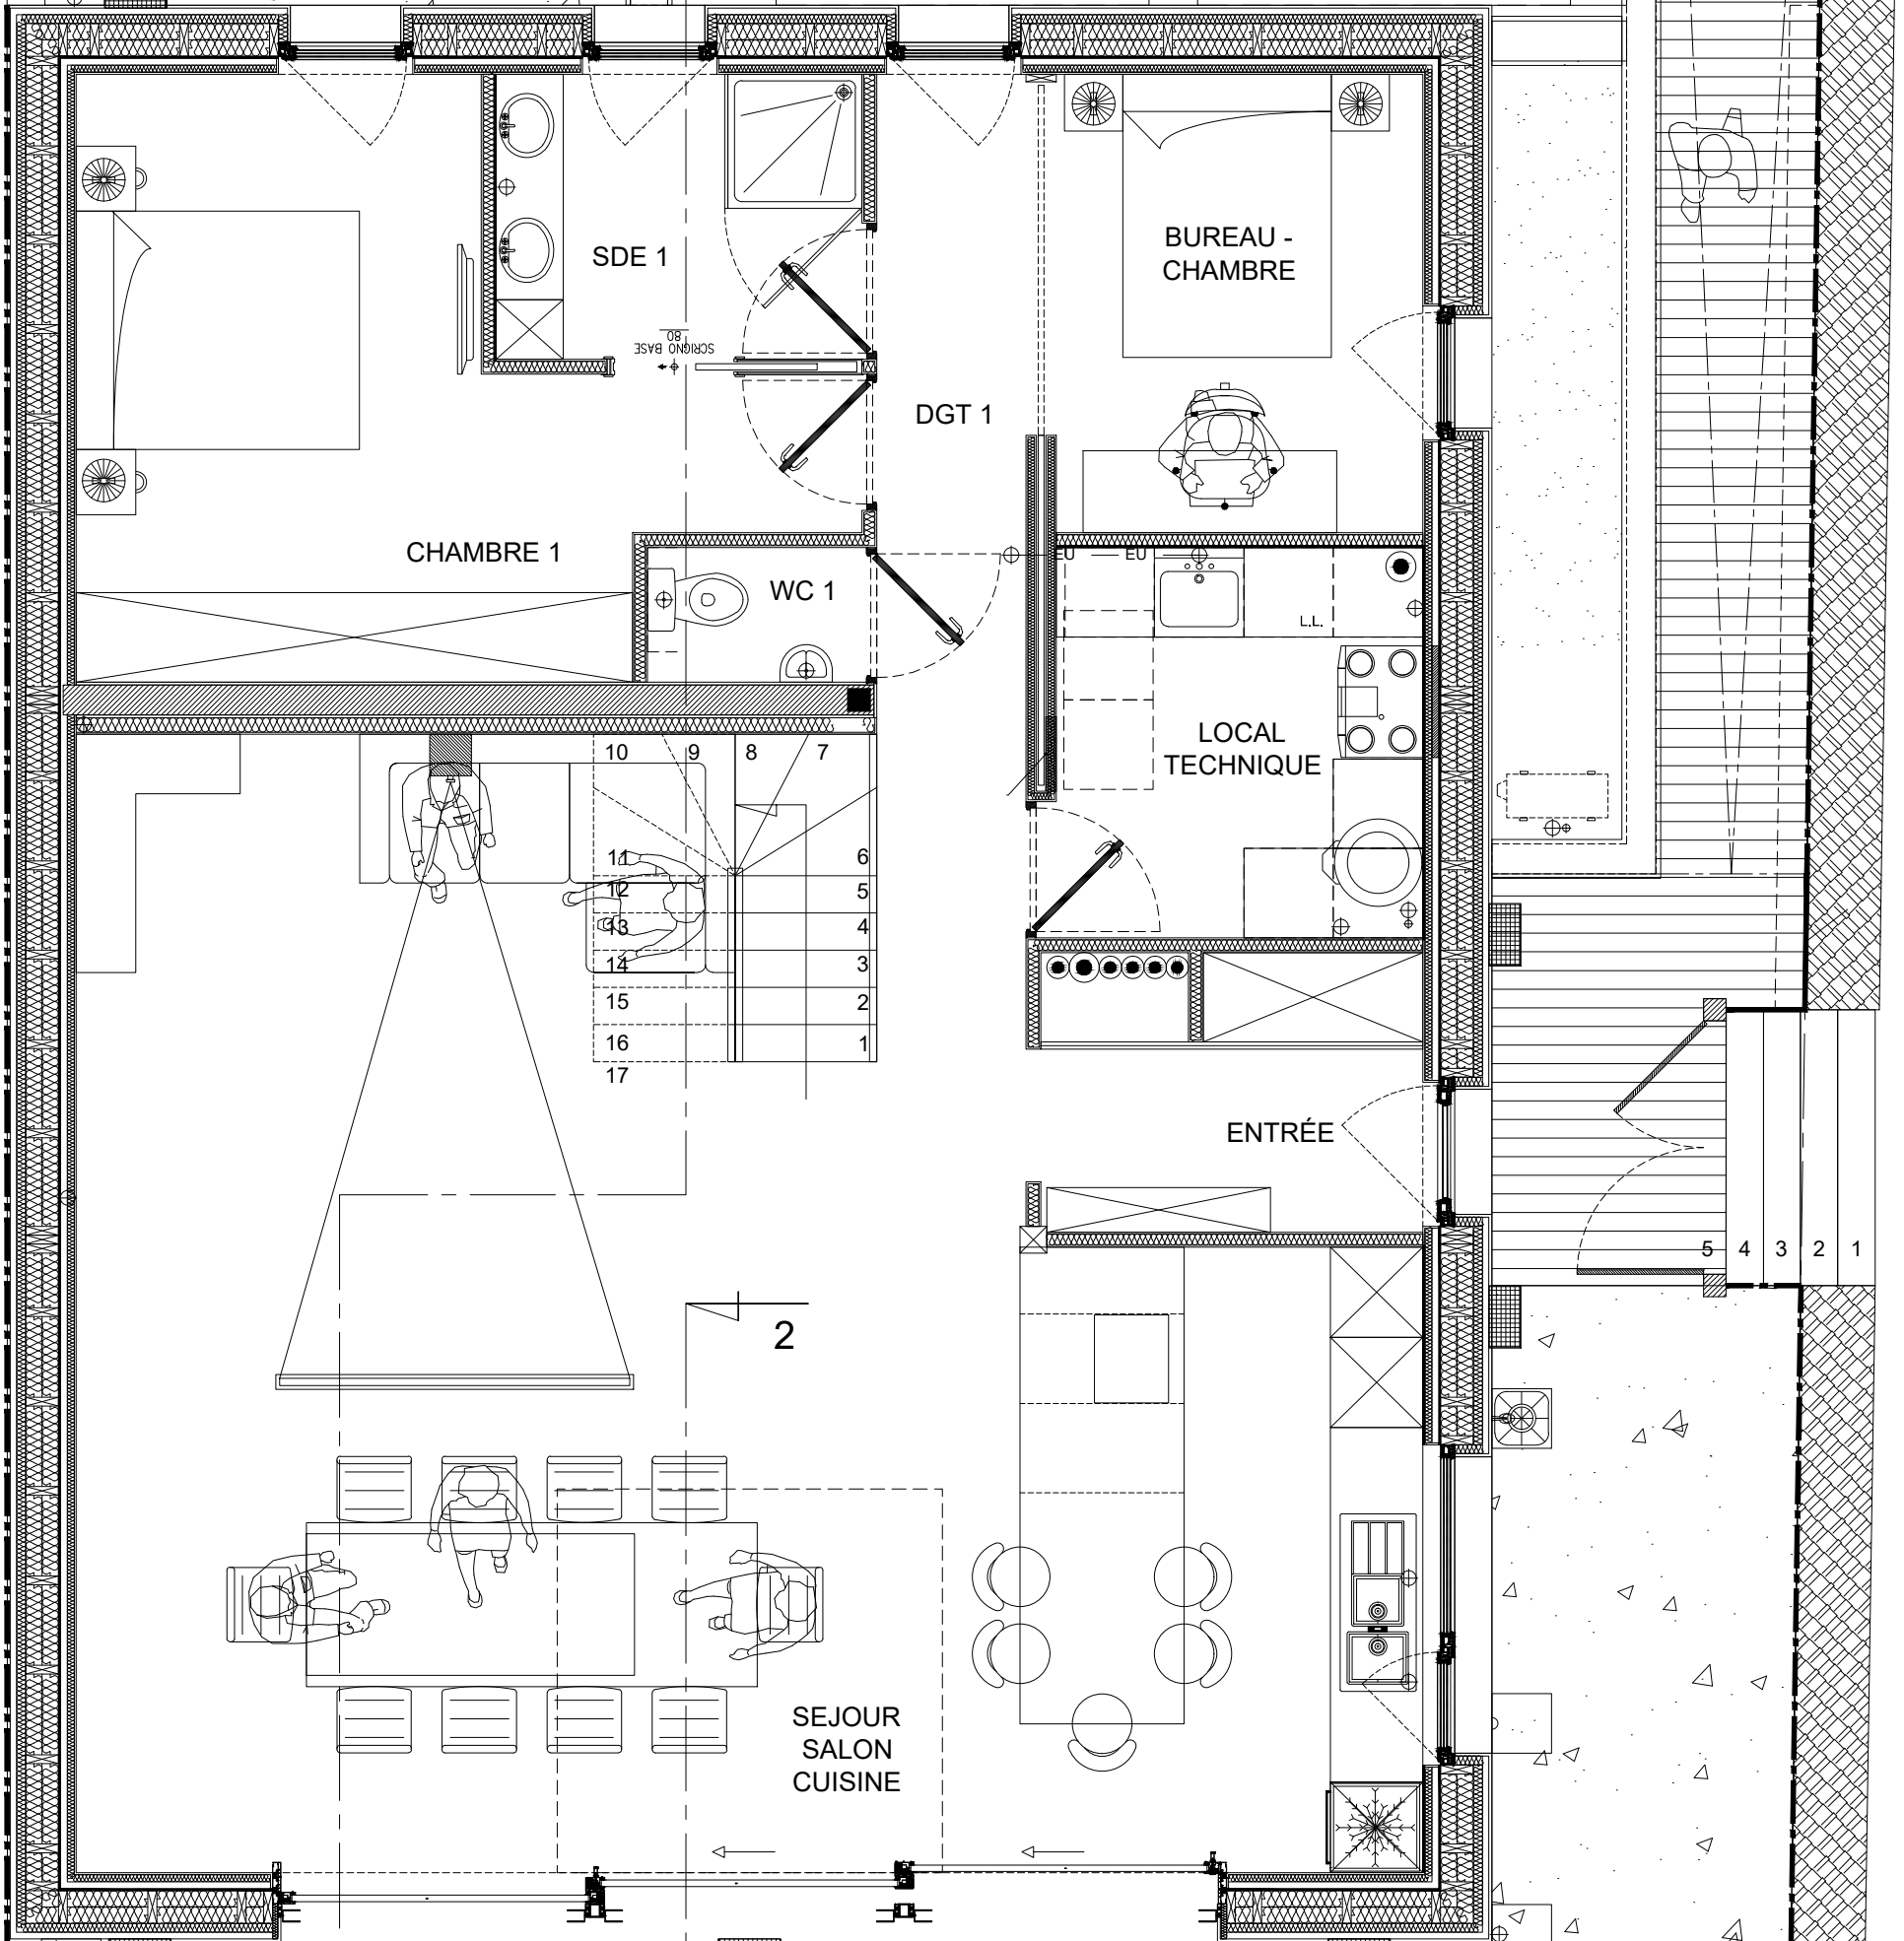 SDE 1
BUREAU -
CHAMBRE
SCRIGNO BASE
80
DGT 1
CHAMBRE 1
WC 1
EU
EU
L.L.
LOCAL
TECHNIQUE
10
9
8
7
11
6
12
5
13
4
14
3
15
2
16
1
17
ENTRÉE
5 4 3 2 1
2
SEJOUR
SALON
CUISINE